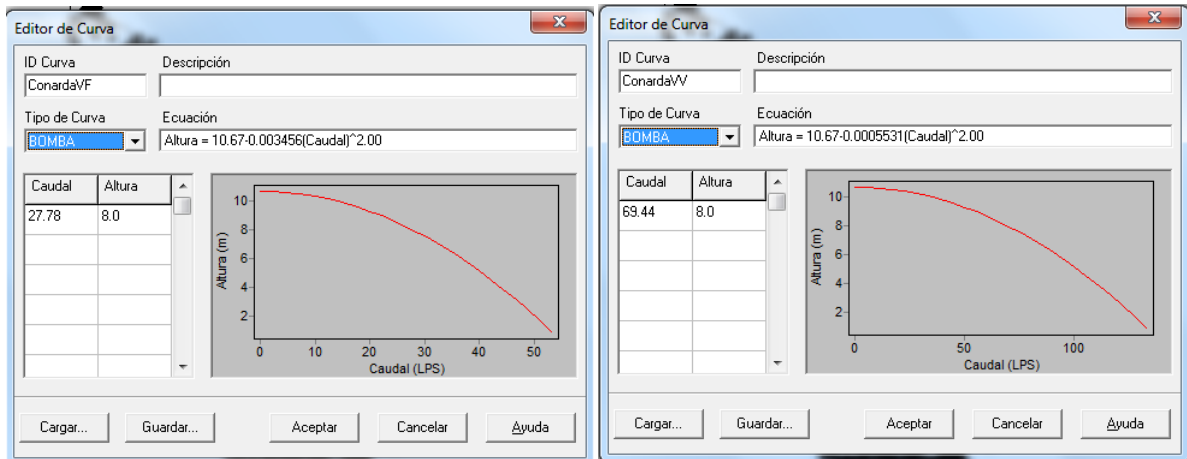 Editor de Curva
ID Curva Descripción
ConardaVF
Tipo de Curva Ecuación
BOMBA Altura = 10.67-0.003456(Caudal)^2.00
Caudal Altura
27.78 8.0
10
8
6
4
2
Altura (m)
0 10 20 30 40 50
Caudal (LPS)
Cargar... Guardar... Aceptar Cancelar Ayuda
Editor de Curva
ID Curva Descripción
ConardaVV
Tipo de Curva Ecuación
BOMBA Altura = 10.67-0.0005531(Caudal)^2.00
Caudal Altura
69.44 8.0
10
8
6
4
2
Altura (m)
0 50 100
Caudal (LPS)
Cargar... Guardar... Aceptar Cancelar Ayuda